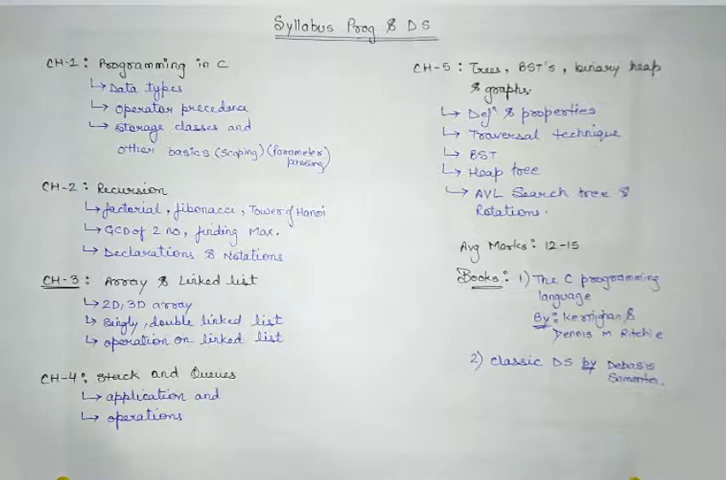 Syllabus Prog & DS
CH-1: Programming in C
↳ Data types
↳ operator precedence
↳ storage classes and
other basics (scoping) (Parameter
passing)
CH-2: Recursion
↳ factorial, fibonacci, Tower of Hanoi
↳ GCD of 2 no, finding Max.
↳ Declarations & Notations
CH-3: Array & Linked list
↳ 2D, 3D array
↳ singly, double linked list
↳ operation on linked list
CH-4: Stack and Queues
↳ application and
↳ operations
CH-5: Trees, BST's, binary heap
& graphs.
↳ Defⁿ & properties
↳ Traversal technique
↳ BST
↳ Heap tree
↳ AVL Search tree &
Rotations.
Avg Marks: 12-15
Books: 1) The C programming
language
By: Kernighan &
Dennis M Ritchie
2) classic DS by Debasis
Samanta.